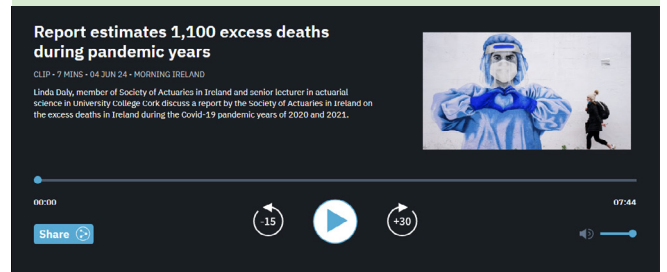 Report estimates 1,100 excess deaths
during pandemic years
CLIP • 7 MINS • 04 JUN 24 • MORNING IRELAND
Linda Daly, member of Society of Actuaries in Ireland and senior lecturer in actuarial
science in University College Cork discuss a report by the Society of Actuaries in Ireland on
the excess deaths in Ireland during the Covid-19 pandemic years of 2020 and 2021.
00:00
07:44
-15
+30
Share